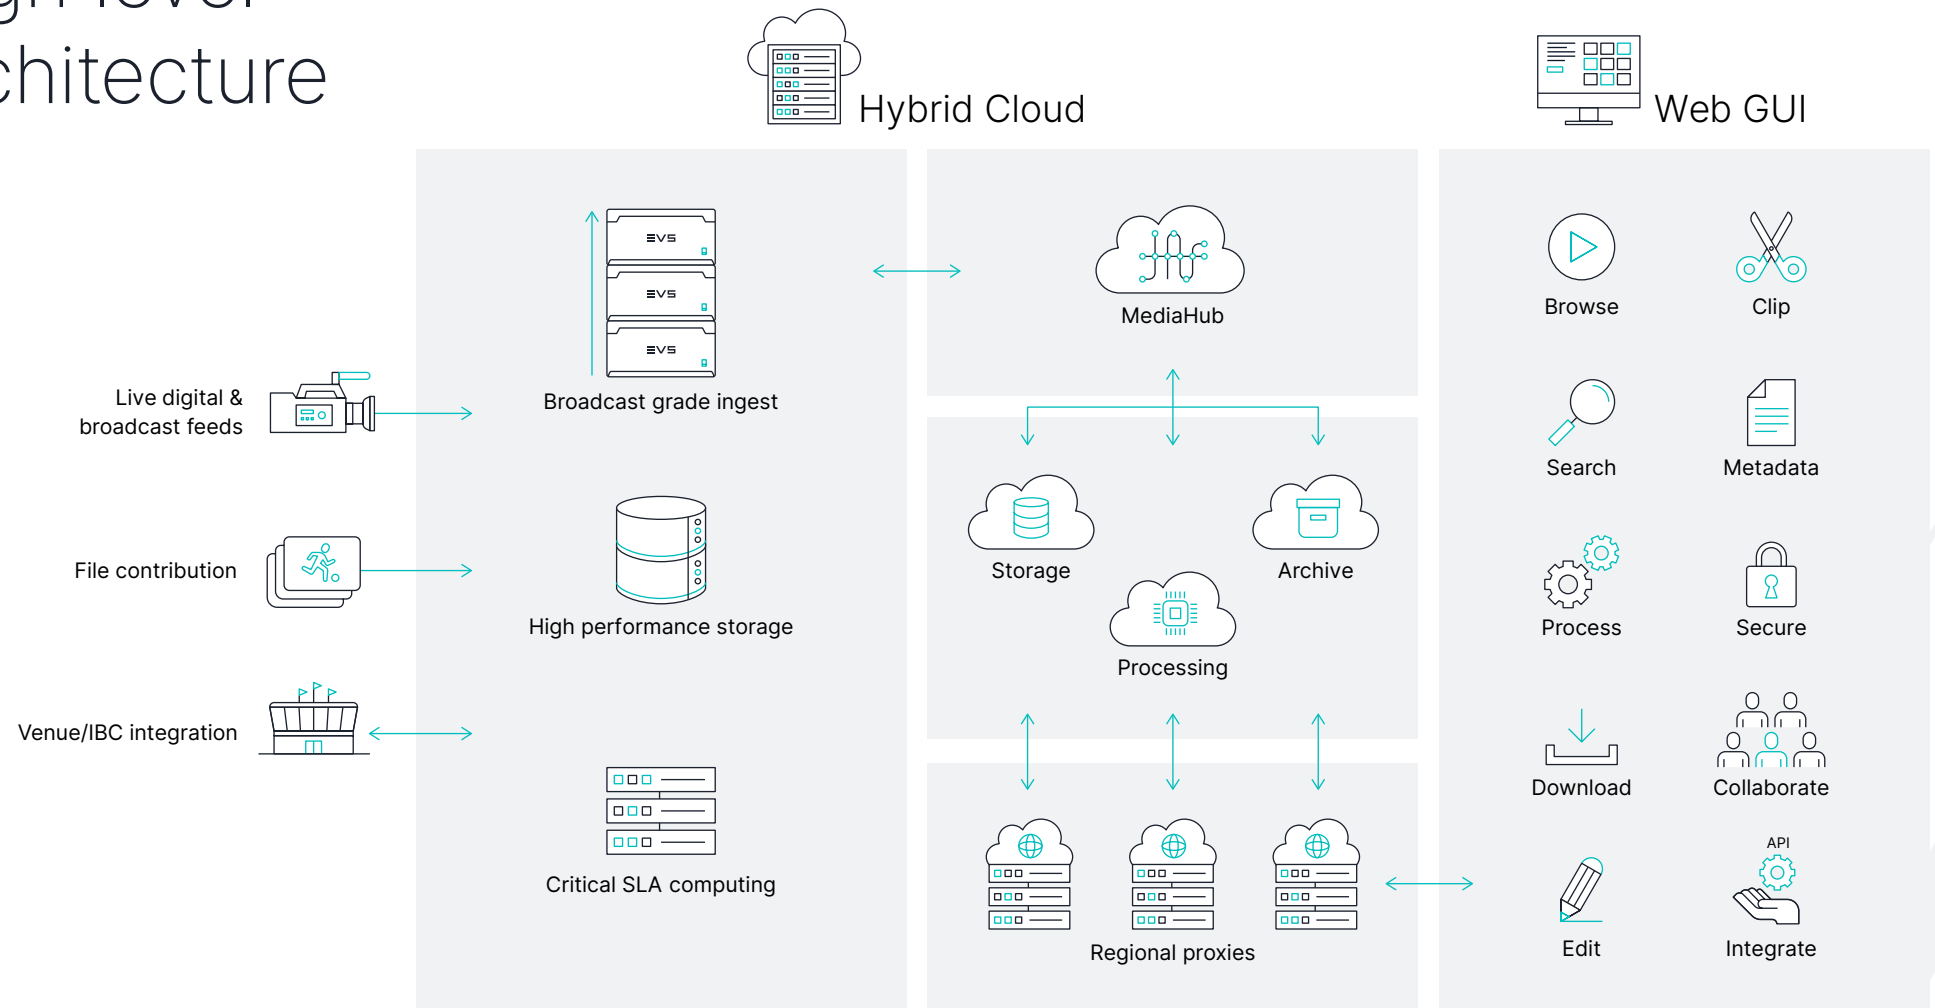 chitecture
Hybrid Cloud
Web GUI
EVS
EVS
EVS
Broadcast grade ingest
MediaHub
Browse
Clip
Live digital &
broadcast feeds
Search
Metadata
File contribution
High performance storage
Storage
Archive
Processing
Process
Secure
Venue/IBC integration
Download
Collaborate
Critical SLA computing
API
Regional proxies
Edit
Integrate